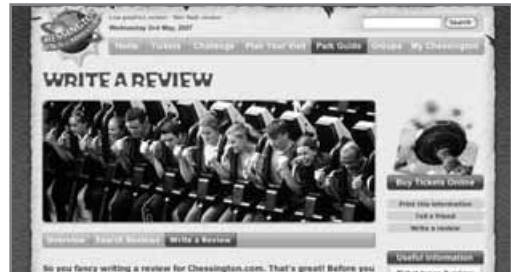 Low graphics version - Non flash version
Wednesday 23rd May, 2007
Search
Home Tickets Challenge Plan Your Visit Park Guide Groups My Chessington
WRITE A REVIEW
Buy Tickets Online
Print this information
Tell a friend
Write a review
Overview Search Reviews Write a Review
Useful Information
So you fancy writing a review for Chessington.com. That's great! Before you